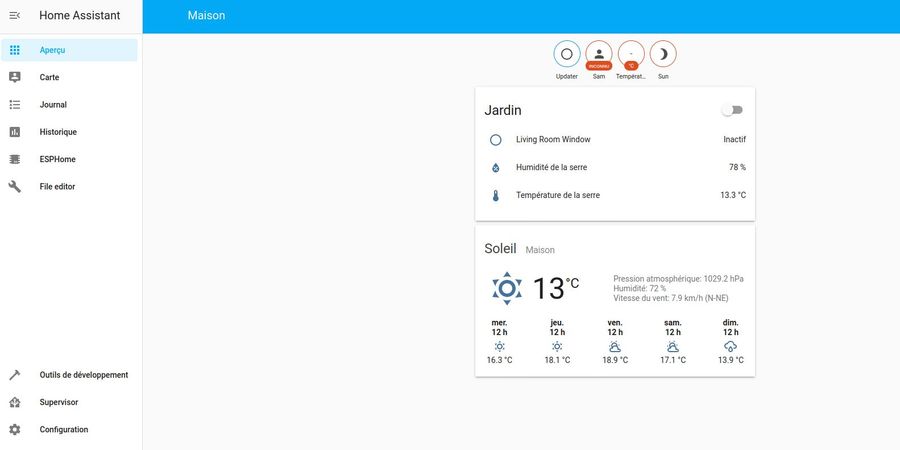 Home Assistant
Maison
Aperçu
Carte
Journal
Historique
ESPHome
File editor
Outils de développement
Supervisor
Configuration
INCONNU
°C
Updater
Sam
Températ...
Sun
Jardin
Living Room Window Inactif
Humidité de la serre 78 %
Température de la serre 13.3 °C
Soleil Maison
13 °C
Pression atmosphérique: 1029.2 hPa
Humidité: 72 %
Vitesse du vent: 7.9 km/h (N-NE)
mer. jeu. ven. sam. dim.
12 h 12 h 12 h 12 h 12 h
16.3 °C 18.1 °C 18.9 °C 17.1 °C 13.9 °C